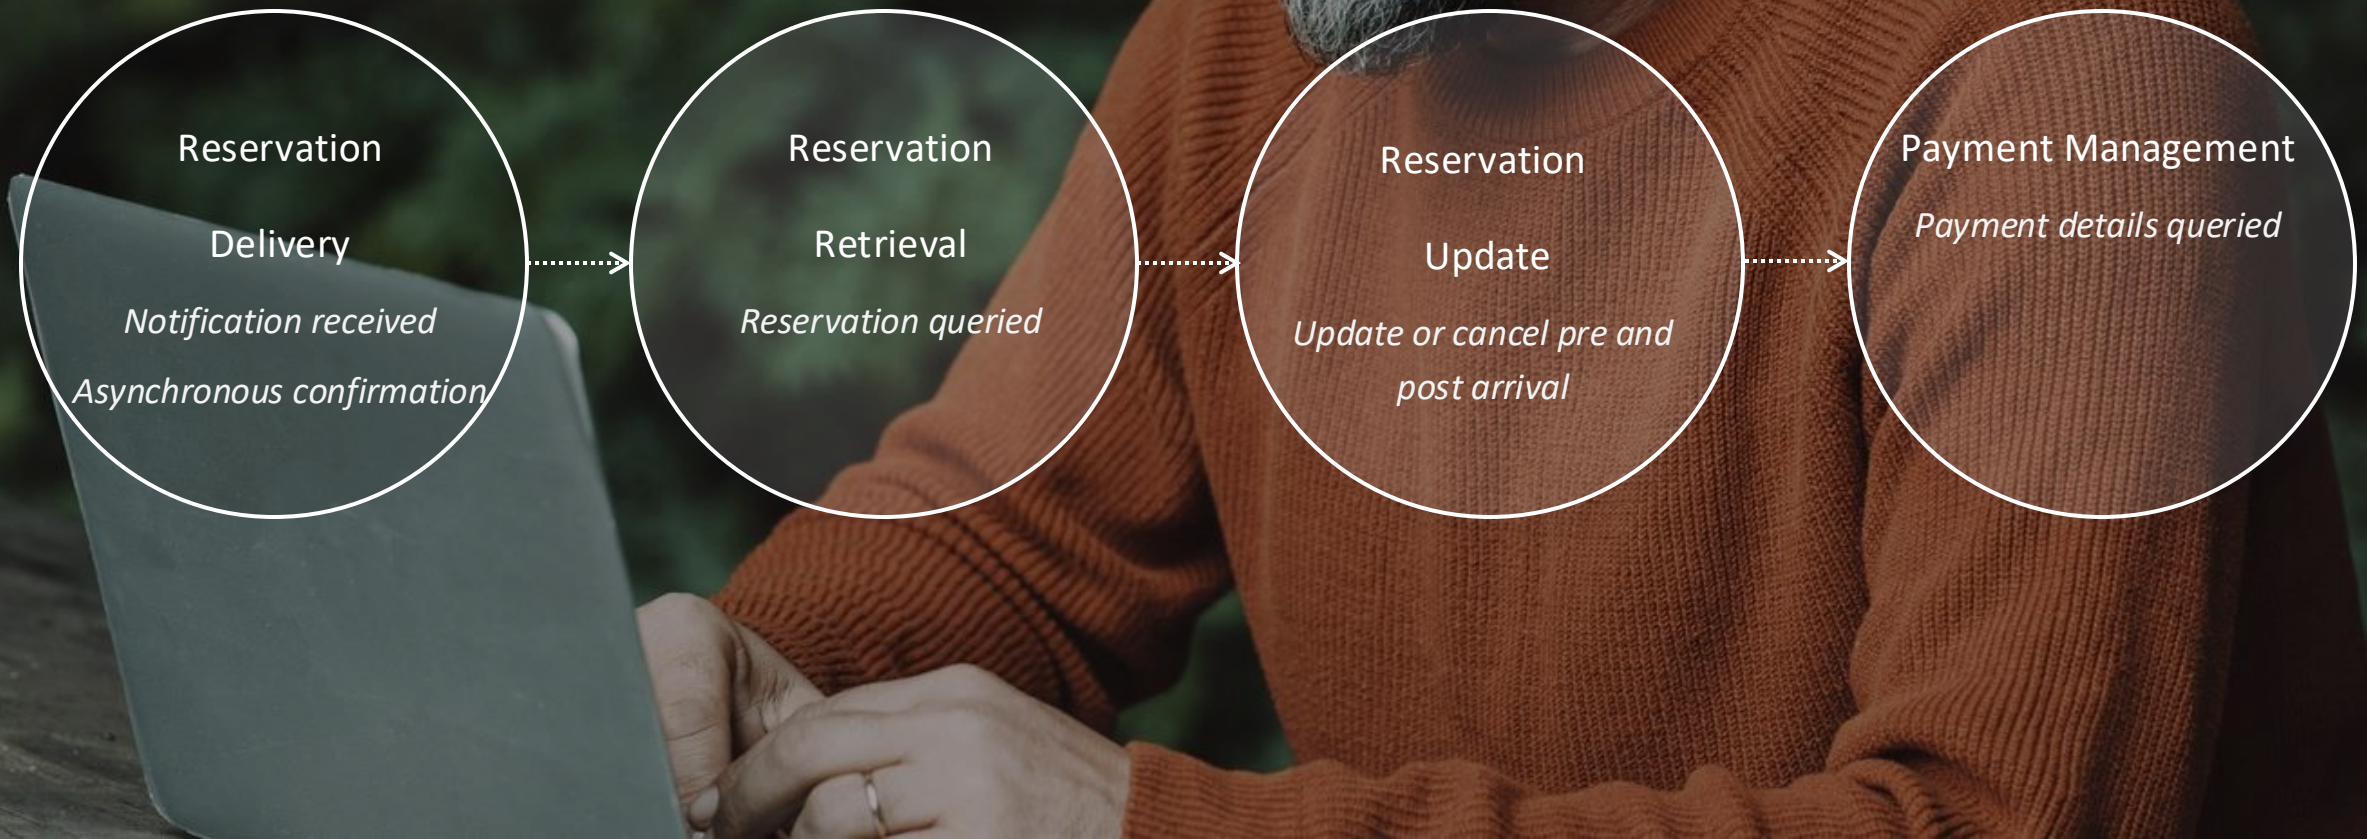 Reservation
Delivery
Notification received
Asynchronous confirmation
Reservation
Retrieval
Reservation queried
Reservation
Update
Update or cancel pre and
post arrival
Payment Management
Payment details queried